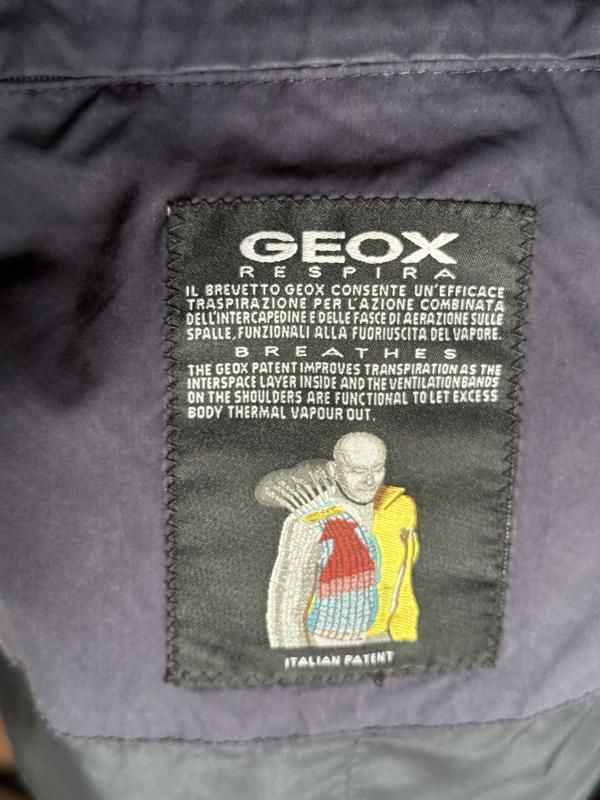 GEOX
RESPIRA
IL BREVETTO GEOX CONSENTE UN'EFFICACE
TRASPIRAZIONE PER L'AZIONE COMBINATA
DELL'INTERCAPEDINE E DELLE FASCE DI AERAZIONE SULLE
SPALLE, FUNZIONALI ALLA FUORIUSCITA DEL VAPORE.
BREATHES
THE GEOX PATENT IMPROVES TRANSPIRATION AS THE
INTERSPACE LAYER INSIDE AND THE VENTILATION BANDS
ON THE SHOULDERS ARE FUNCTIONAL TO LET EXCESS
BODY THERMAL VAPOUR OUT.
ITALIAN PATENT